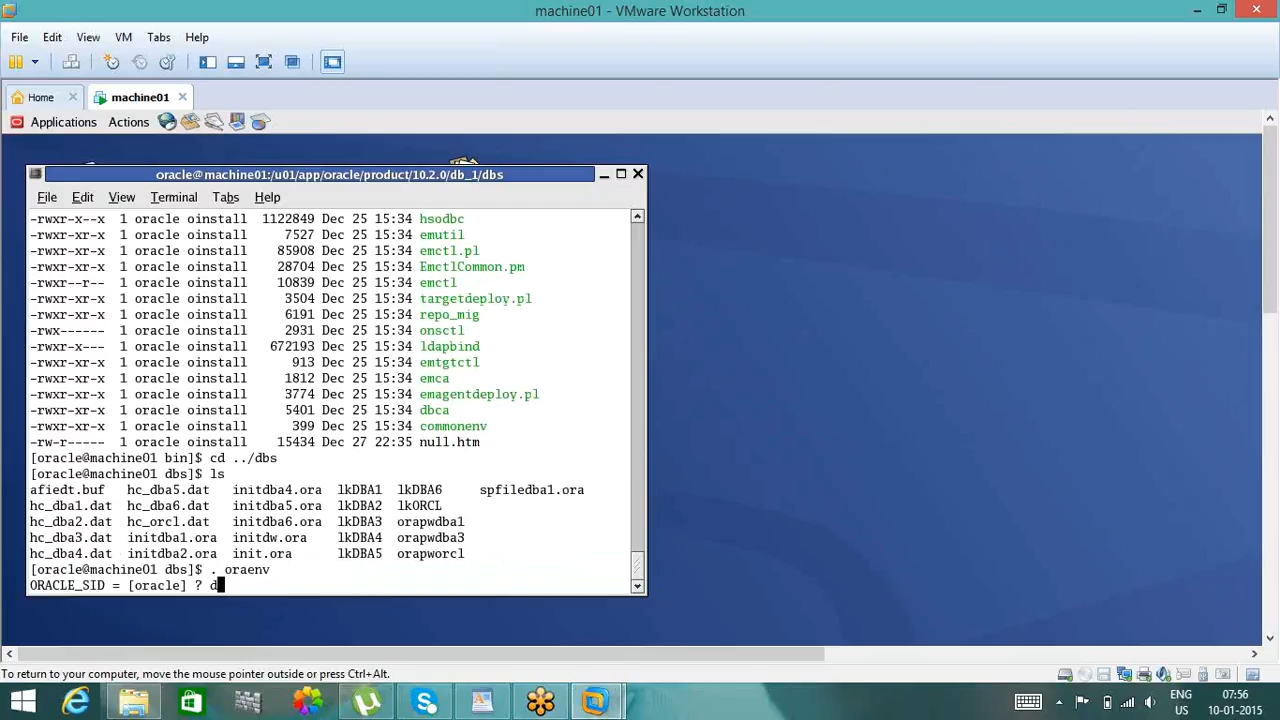 machine01 - VMware Workstation
File Edit View VM Tabs Help
Home machine01
Applications Actions
oracle@machine01:/u01/app/oracle/product/10.2.0/db_1/dbs
File Edit View Terminal Tabs Help
-rwxr-x--x 1 oracle oinstall 1122849 Dec 25 15:34 hsodbc
-rwxr-xr-x 1 oracle oinstall 7527 Dec 25 15:34 emutil
-rwxr-xr-x 1 oracle oinstall 85908 Dec 25 15:34 emctl.pl
-rwxr-xr-x 1 oracle oinstall 28704 Dec 25 15:34 EmctlCommon.pm
-rwxr--r-- 1 oracle oinstall 10839 Dec 25 15:34 emctl
-rwxr-xr-x 1 oracle oinstall 3504 Dec 25 15:34 targetdeploy.pl
-rwxr-xr-x 1 oracle oinstall 6191 Dec 25 15:34 repo_mig
-rwx------ 1 oracle oinstall 2931 Dec 25 15:34 onsctl
-rwxr-x--- 1 oracle oinstall 672193 Dec 25 15:34 ldapbind
-rwxr-xr-x 1 oracle oinstall 913 Dec 25 15:34 emtgtctl
-rwxr-xr-x 1 oracle oinstall 1812 Dec 25 15:34 emca
-rwxr-xr-x 1 oracle oinstall 3774 Dec 25 15:34 emagentdeploy.pl
-rwxr-xr-x 1 oracle oinstall 5401 Dec 25 15:34 dbca
-rwxr-xr-x 1 oracle oinstall 399 Dec 25 15:34 commonenv
-rw-r----- 1 oracle oinstall 15434 Dec 27 22:35 null.htm
[oracle@machine01 bin]$ cd ../dbs
[oracle@machine01 dbs]$ ls
afiedt.buf hc_dba5.dat initdba4.ora lkDBA1 lkDBA6 spfiledba1.ora
hc_dba1.dat hc_dba6.dat initdba5.ora lkDBA2 lkORCL
hc_dba2.dat hc_orcl.dat initdba6.ora lkDBA3 orapwdba1
hc_dba3.dat initdba1.ora initdw.ora lkDBA4 orapwdba3
hc_dba4.dat initdba2.ora init.ora lkDBA5 orapworcl
[oracle@machine01 dbs]$ . oraenv
ORACLE_SID = [oracle] ? d
To return to your computer, move the mouse pointer outside or press Ctrl+Alt.
ENG 07:56
US 10-01-2015